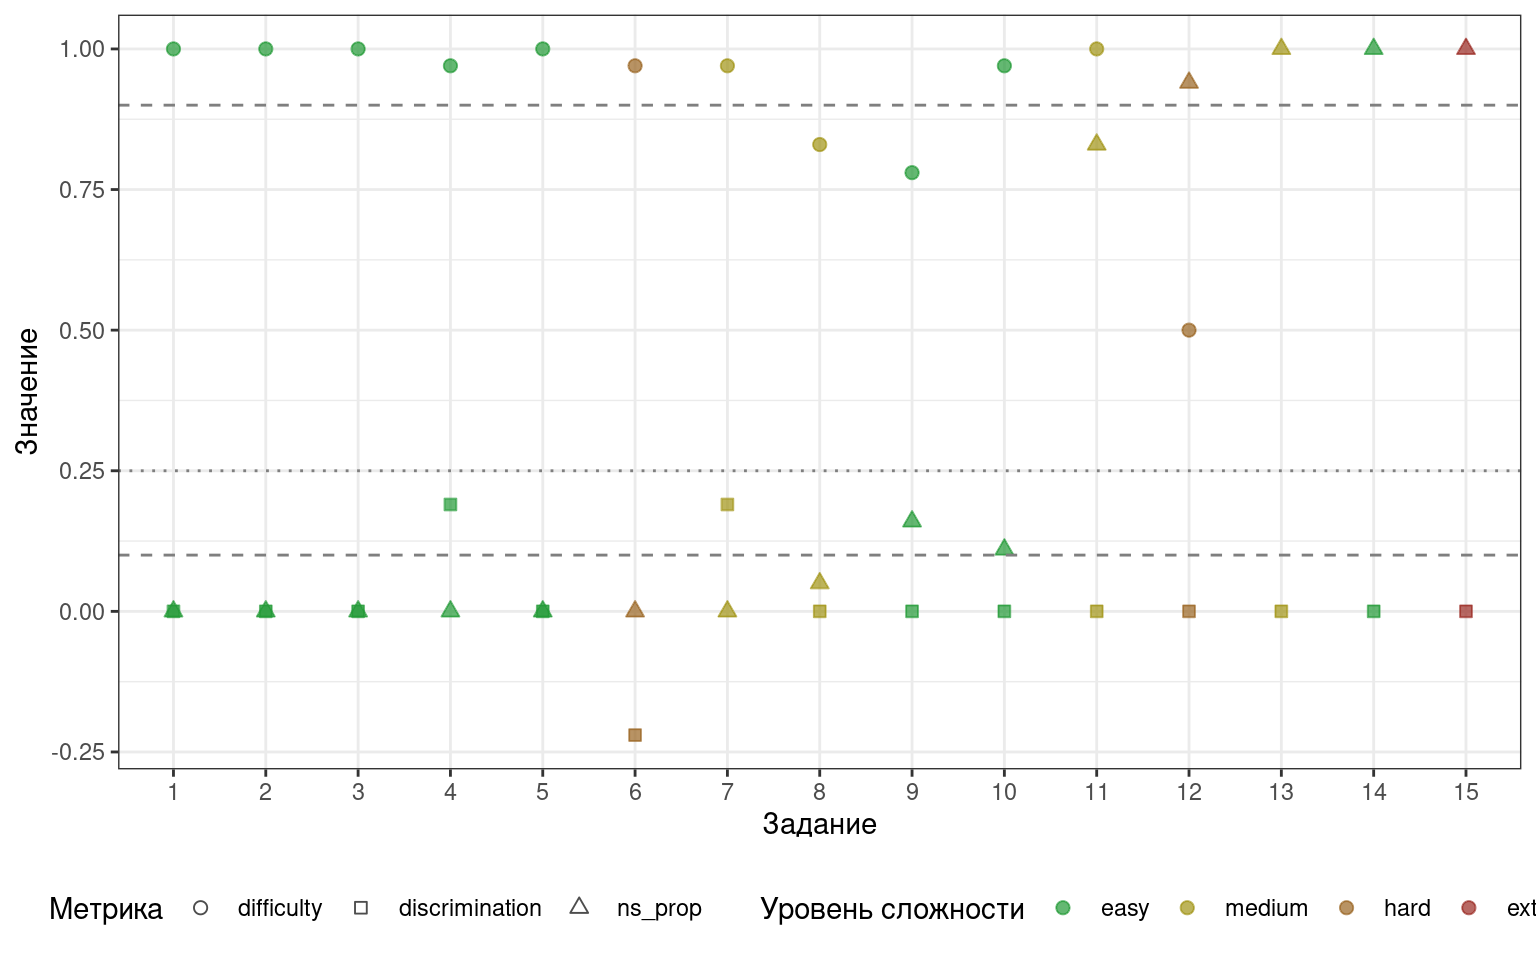 1.00
0.75
0.50
0.25
0.00
-0.25
Значение
1 2 3 4 5 6 7 8 9 10 11 12 13 14 15
Задание
Метрика difficulty discrimination ns_prop Уровень сложности easy medium hard ext